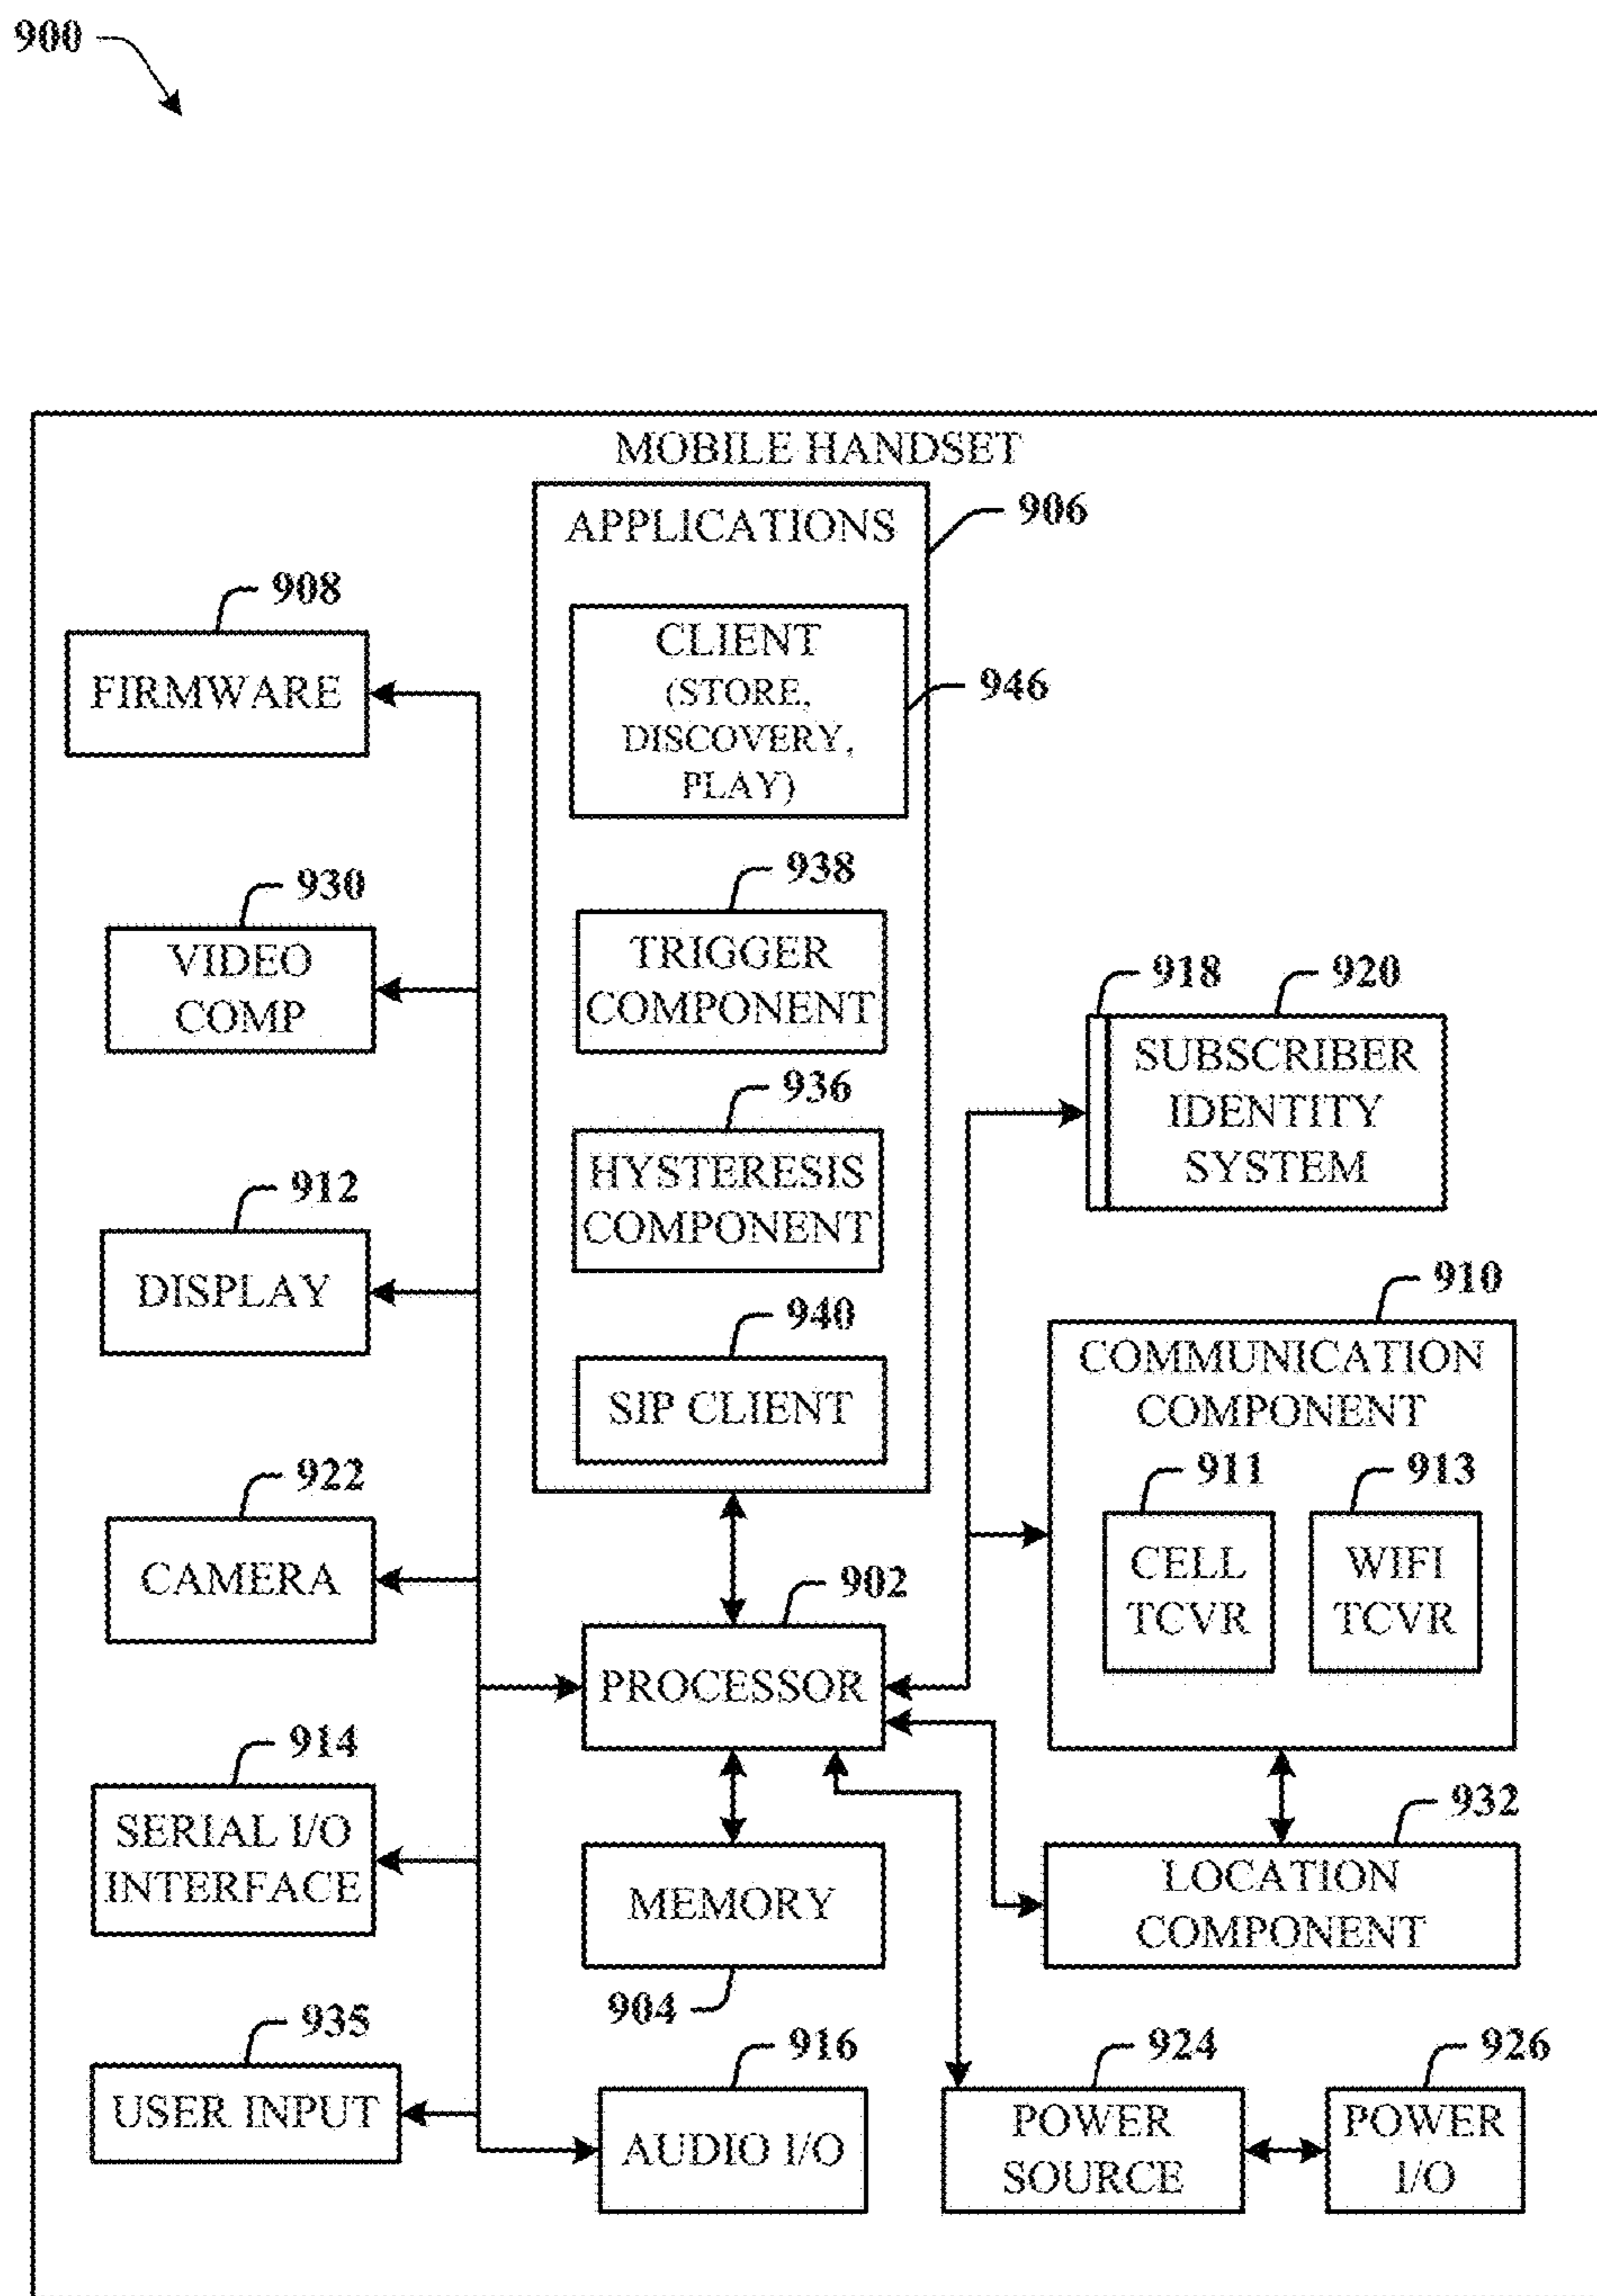 900
MOBILE HANDSET
APPLICATIONS
906
CLIENT
(STORE,
DISCOVERY,
PLAY)
946
908
FIRMWARE
938
TRIGGER
COMPONENT
930
VIDEO
COMP
918
920
SUBSCRIBER
IDENTITY
SYSTEM
936
HYSTERESIS
COMPONENT
912
DISPLAY
940
SIP CLIENT
910
COMMUNICATION
COMPONENT
911
CELL
TCVR
913
WIFI
TCVR
922
CAMERA
902
PROCESSOR
914
SERIAL I/O
INTERFACE
MEMORY
904
932
LOCATION
COMPONENT
935
USER INPUT
916
AUDIO I/O
924
POWER
SOURCE
926
POWER
I/O